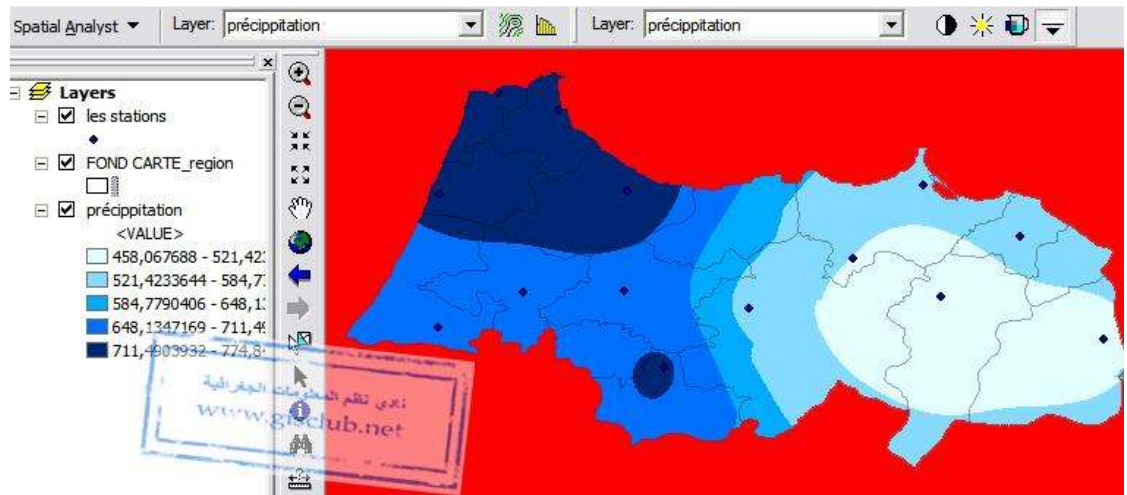 Spatial Analyst Layer: précippitation Layer: précippitation
Layers
les stations
FOND CARTE_region
précippitation
<VALUE>
458,067688 - 521,42
521,4233644 - 584,7
584,7790406 - 648,1
648,1347169 - 711,4
711,4903932 - 774,8
نادي نظم المعلومات الجغرافية
www.gisclub.net